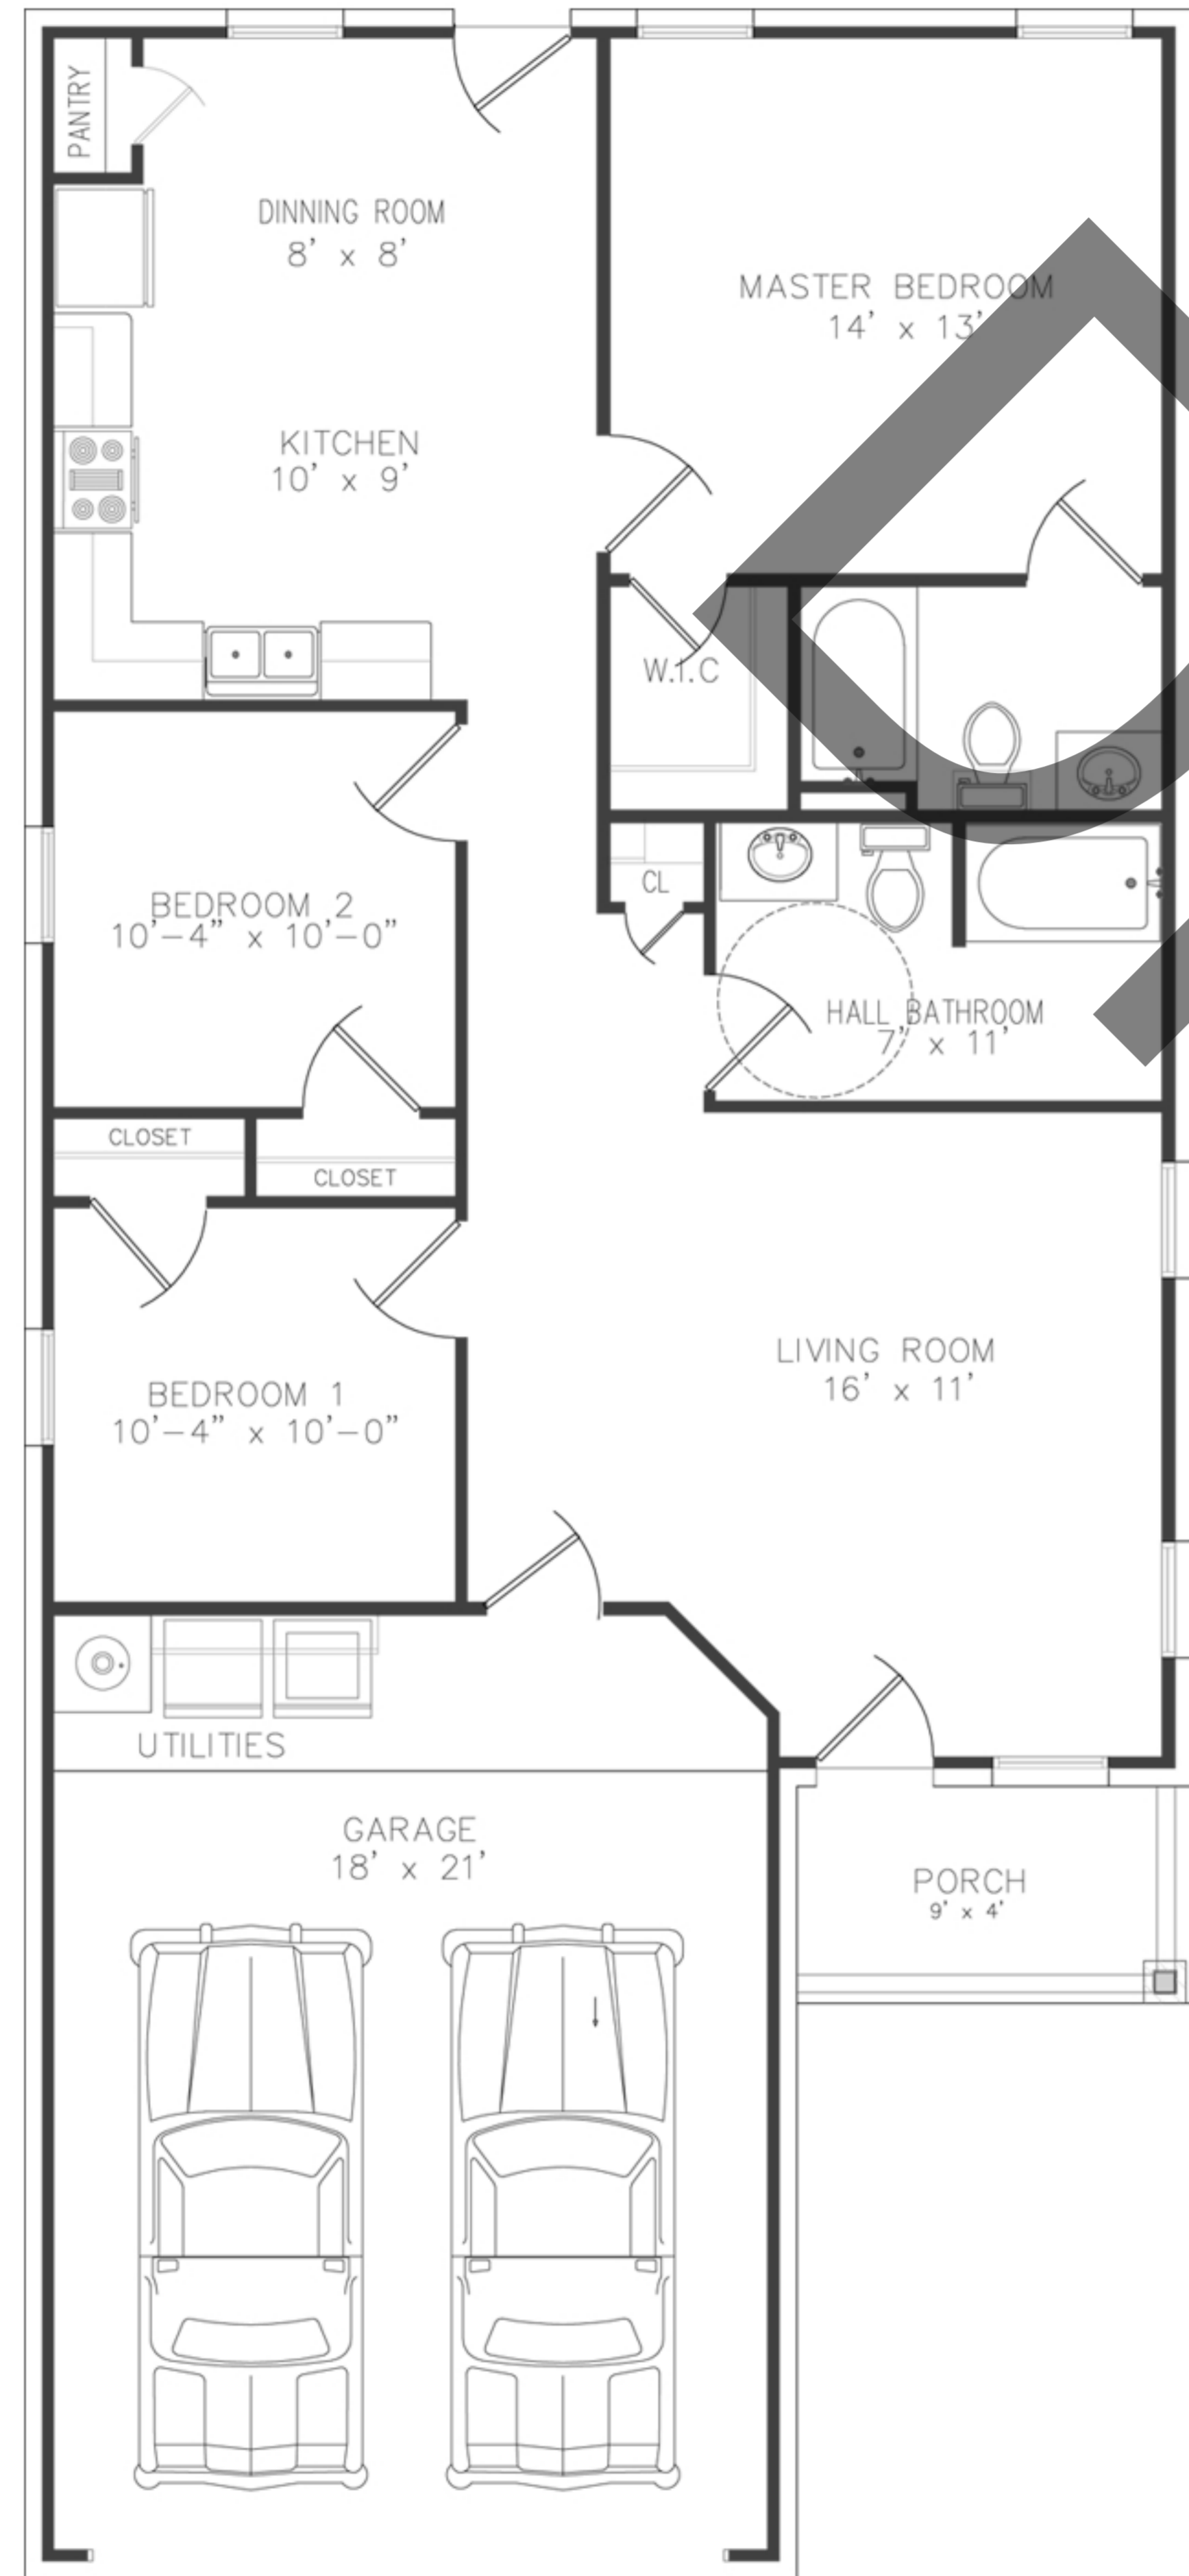 PANTRY
DINNING ROOM
8' x 8'
MASTER BEDROOM
14' x 13'
KITCHEN
10' x 9'
W.I.C
CL
BEDROOM 2
10'-4" x 10'-0"
HALL BATHROOM
7' x 11'
CLOSET
CLOSET
LIVING ROOM
16' x 11'
BEDROOM 1
10'-4" x 10'-0"
UTILITIES
GARAGE
18' x 21'
PORCH
9' x 4'